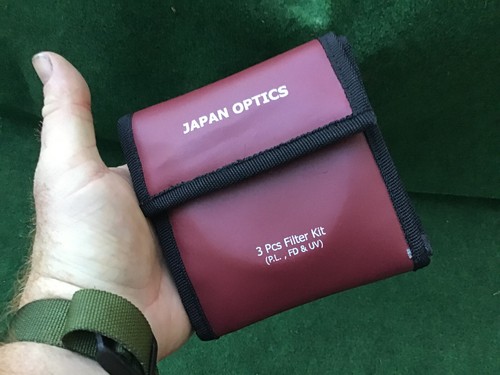 JAPAN OPTICS
3 Pcs Filter Kit
(P.L. , FD & UV)